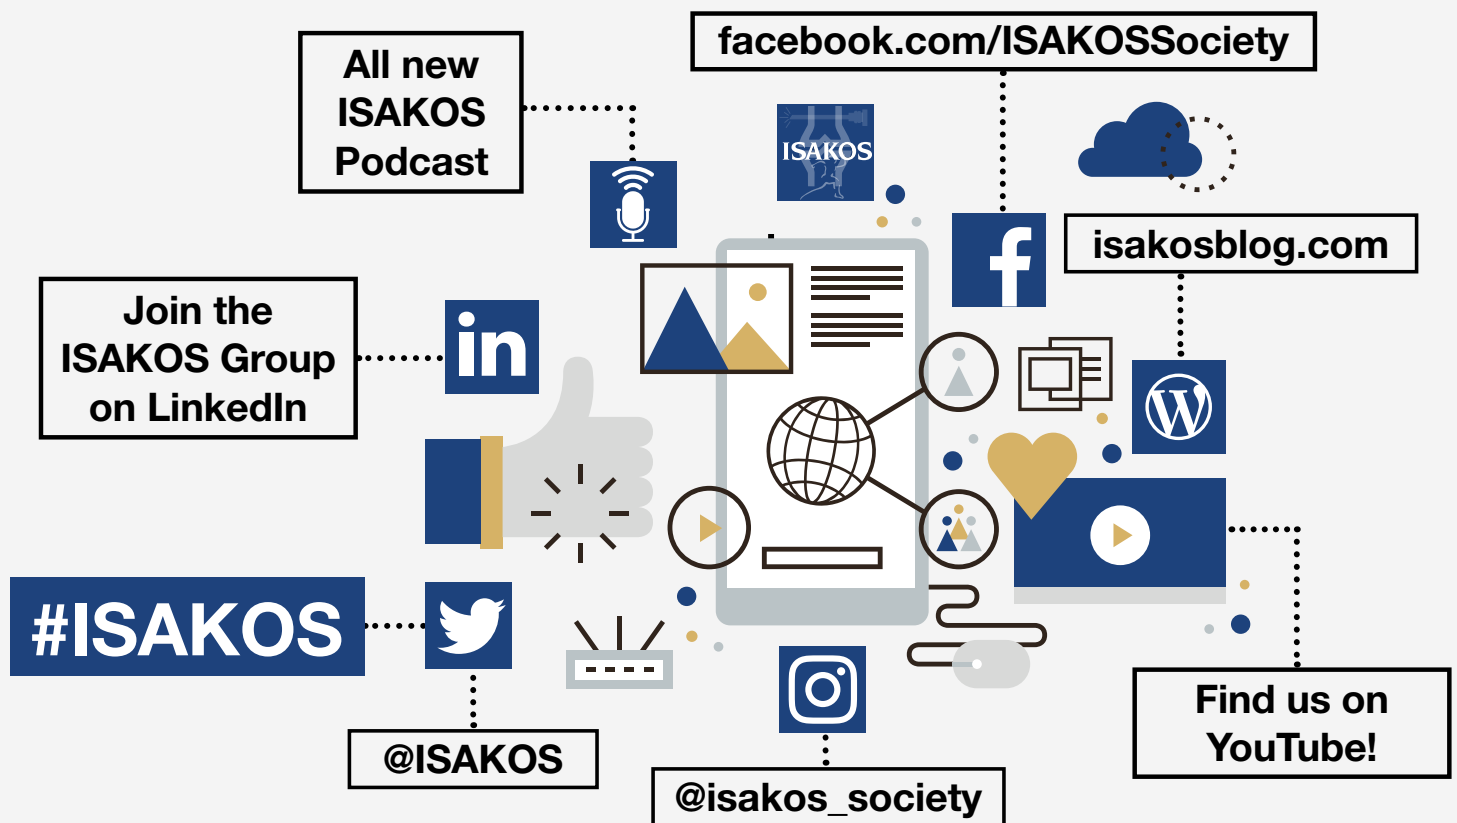 facebook.com/ISAKOSSociety
All new
ISAKOS
Podcast
ISAKOS
isakosblog.com
Join the
ISAKOS Group
on LinkedIn
in
#ISAKOS
@ISAKOS
@isakos_society
Find us on
YouTube!